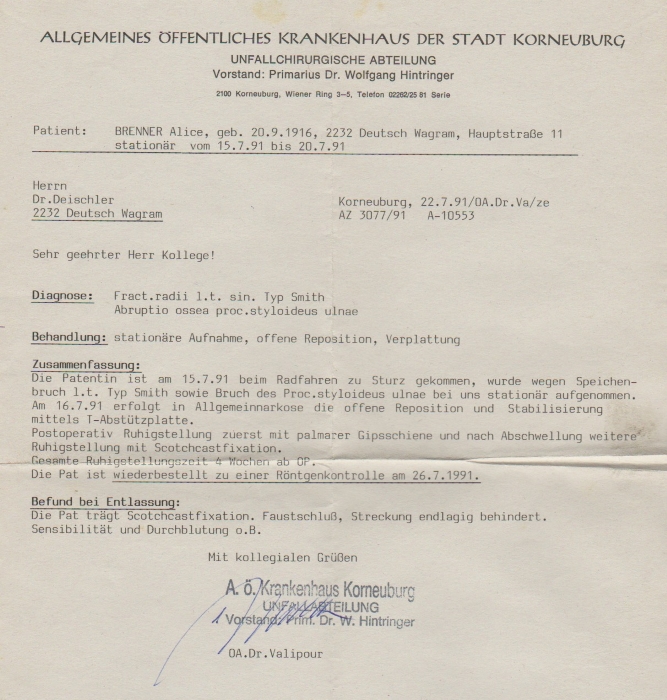 ALLGEMEINES ÖFFENTLICHES KRANKENHAUS DER STADT KORNEUBURG
UNFALLCHIRURGISCHE ABTEILUNG
Vorstand: Primarius Dr. Wolfgang Hintringer
2100 Korneuburg, Wiener Ring 3–5, Telefon 02262/25 81 Serie
Patient: BRENNER Alice, geb. 20.9.1916, 2232 Deutsch Wagram, Hauptstraße 11
stationär vom 15.7.91 bis 20.7.91
Herrn
Dr.Deischler
2232 Deutsch Wagram
Korneuburg, 22.7.91/OA.Dr.Va/ze
AZ 3077/91 A-10553
Sehr geehrter Herr Kollege!
Diagnose: Fract.radii l.t. sin. Typ Smith
Abruptio ossea proc.styloideus ulnae
Behandlung: stationäre Aufnahme, offene Reposition, Verplattung
Zusammenfassung:
Die Patentin ist am 15.7.91 beim Radfahren zu Sturz gekommen, wurde wegen Speichen-
bruch l.t. Typ Smith sowie Bruch des Proc.styloideus ulnae bei uns stationär aufgenommen.
Am 16.7.91 erfolgt in Allgemeinnarkose die offene Reposition und Stabilisierung
mittels T-Abstützplatte.
Postoperativ Ruhigstellung zuerst mit palmarer Gipsschiene und nach Abschwellung weitere
Ruhigstellung mit Scotchcastfixation.
Gesamte Ruhigstellungszeit 4 Wochen ab OP.
Die Pat ist wiederbestellt zu einer Röntgenkontrolle am 26.7.1991.
Befund bei Entlassung:
Die Pat trägt Scotchcastfixation. Faustschluß, Streckung endlagig behindert.
Sensibilität und Durchblutung o.B.
Mit kollegialen Grüßen
A. ö. Krankenhaus Korneuburg
UNFALLABTEILUNG
Vorstand: Prim. Dr. W. Hintringer
OA.Dr.Valipour